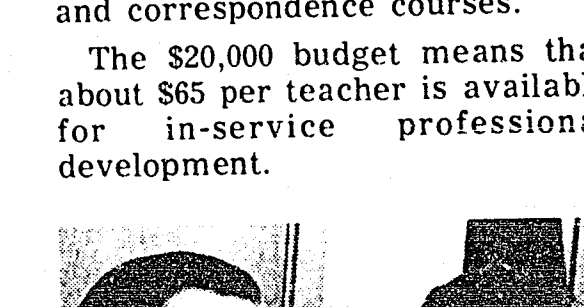 and correspondence courses.
The $20,000 budget means tha
about $65 per teacher is availab
for in-service professiona
development.